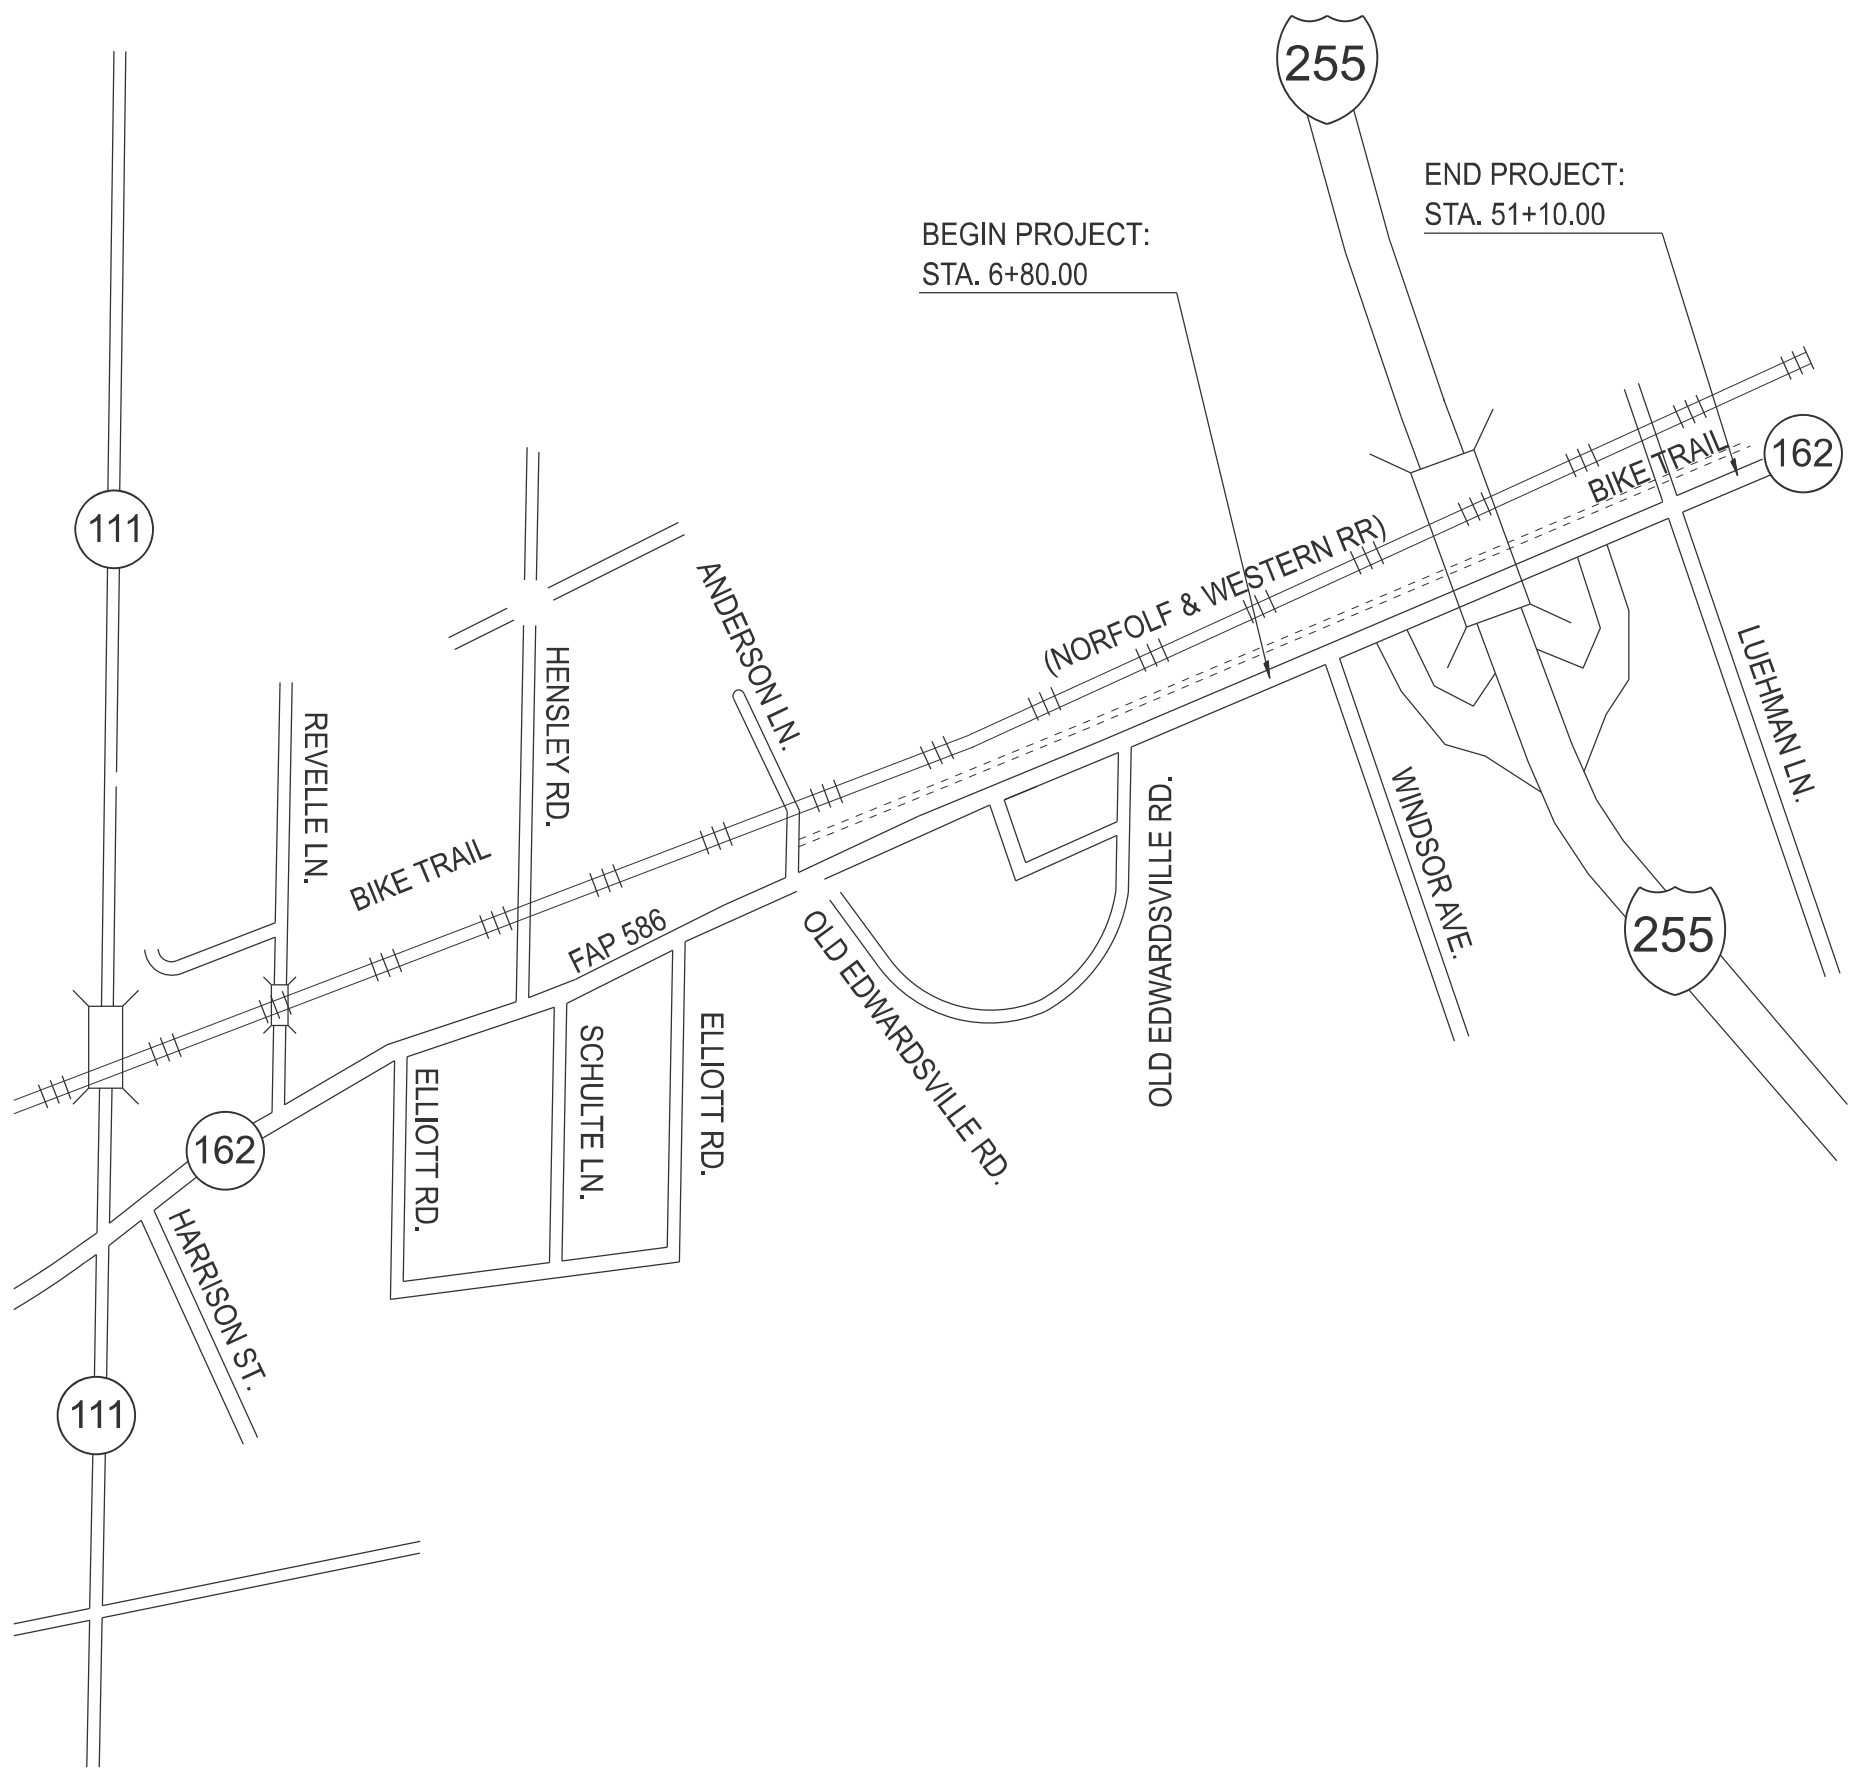 255
END PROJECT:
STA. 51+10.00
BEGIN PROJECT:
STA. 6+80.00
162
BIKE TRAIL
111
(NORFOLF & WESTERN RR)
ANDERSON LN.
HENSLEY RD.
LUEHMAN LN.
REVELLE LN.
WINDSOR AVE.
OLD EDWARDSVILLE RD.
BIKE TRAIL
FAP 586
OLD EDWARDSVILLE RD.
255
SCHULTE LN.
ELLIOTT RD.
ELLIOTT RD.
162
HARRISON ST.
111